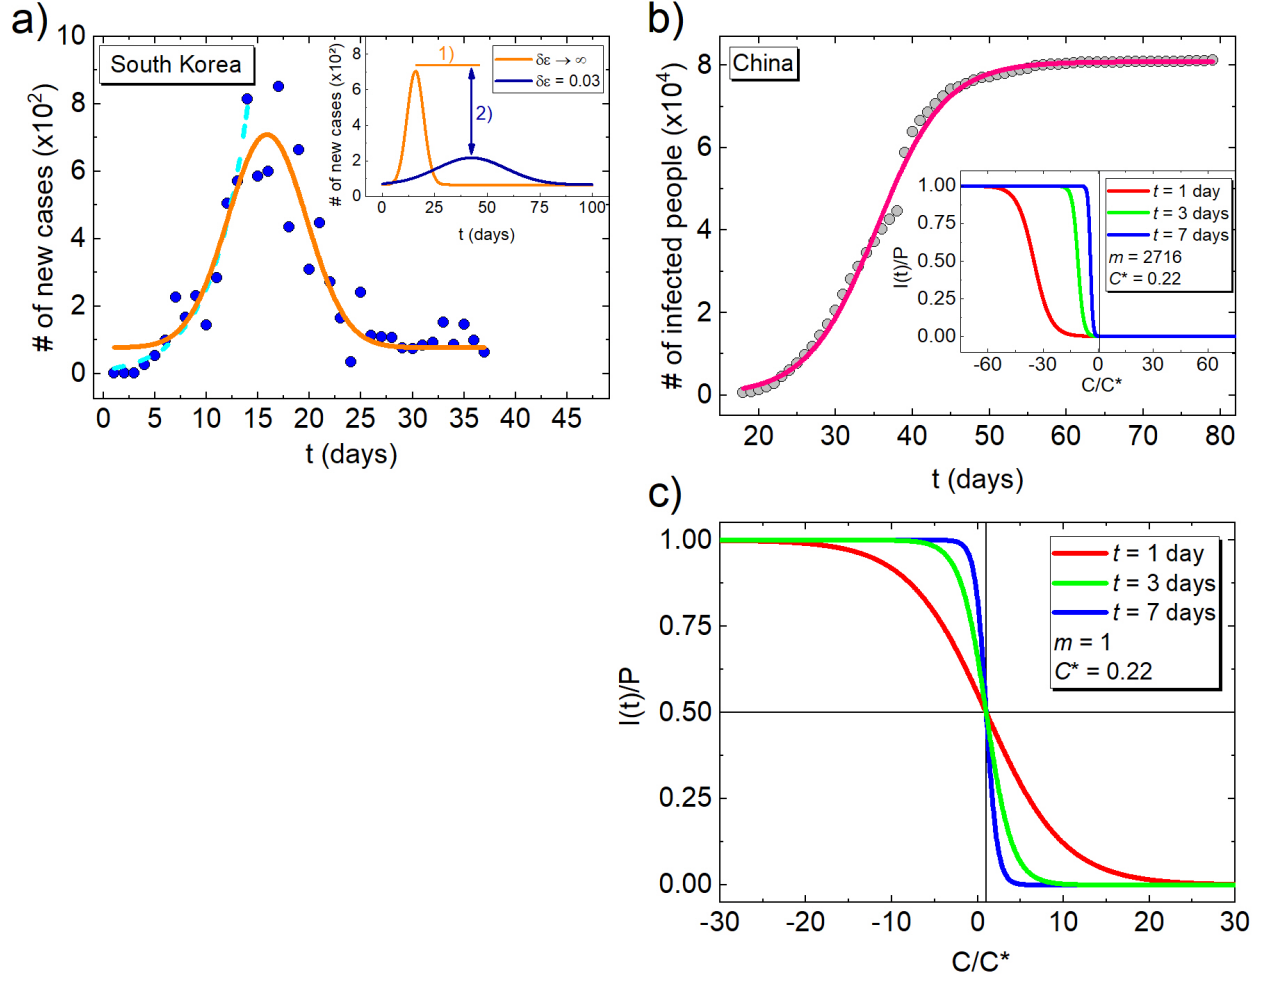 a)
10
8
6
4
2
0
# of new cases (x10²)
South Korea
0 5 10 15 20 25 30 35 40 45
t (days)
8
6
4
2
0
# of new cases (x10²)
1)
2)
δε → ∞
δε = 0.03
0 25 50 75 100
t (days)
b)
8
6
4
2
0
# of infected people (x10⁴)
China
20 30 40 50 60 70 80
t (days)
1.00
0.75
0.50
0.25
0.00
I(t)/P
t = 1 day
t = 3 days
t = 7 days
m = 2716
C* = 0.22
-60 -30 0 30 60
C/C*
c)
1.00
0.75
0.50
0.25
0.00
I(t)/P
t = 1 day
t = 3 days
t = 7 days
m = 1
C* = 0.22
-30 -20 -10 0 10 20 30
C/C*